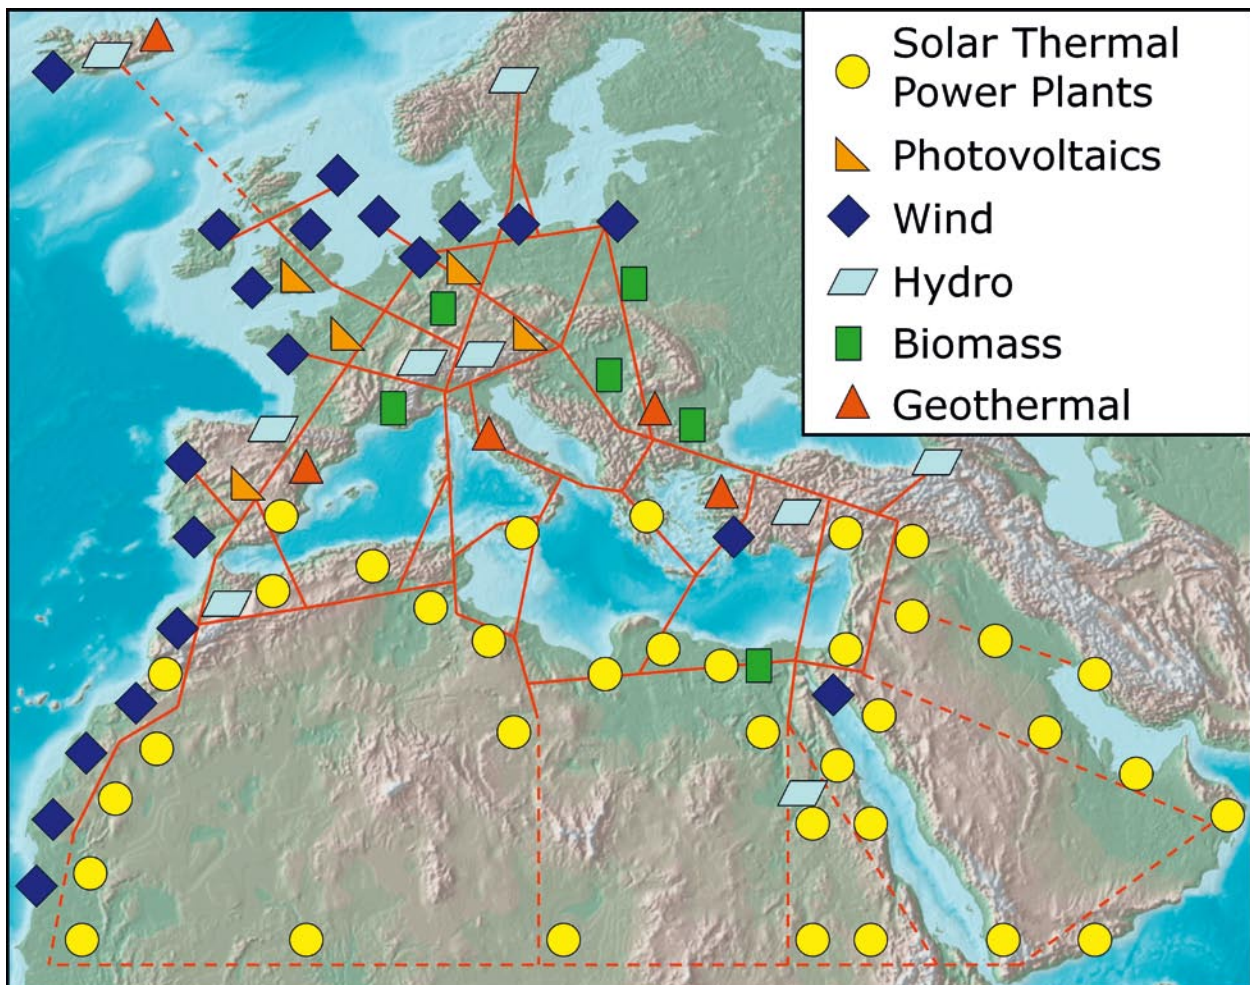 Solar Thermal
Power Plants
Photovoltaics
Wind
Hydro
Biomass
Geothermal